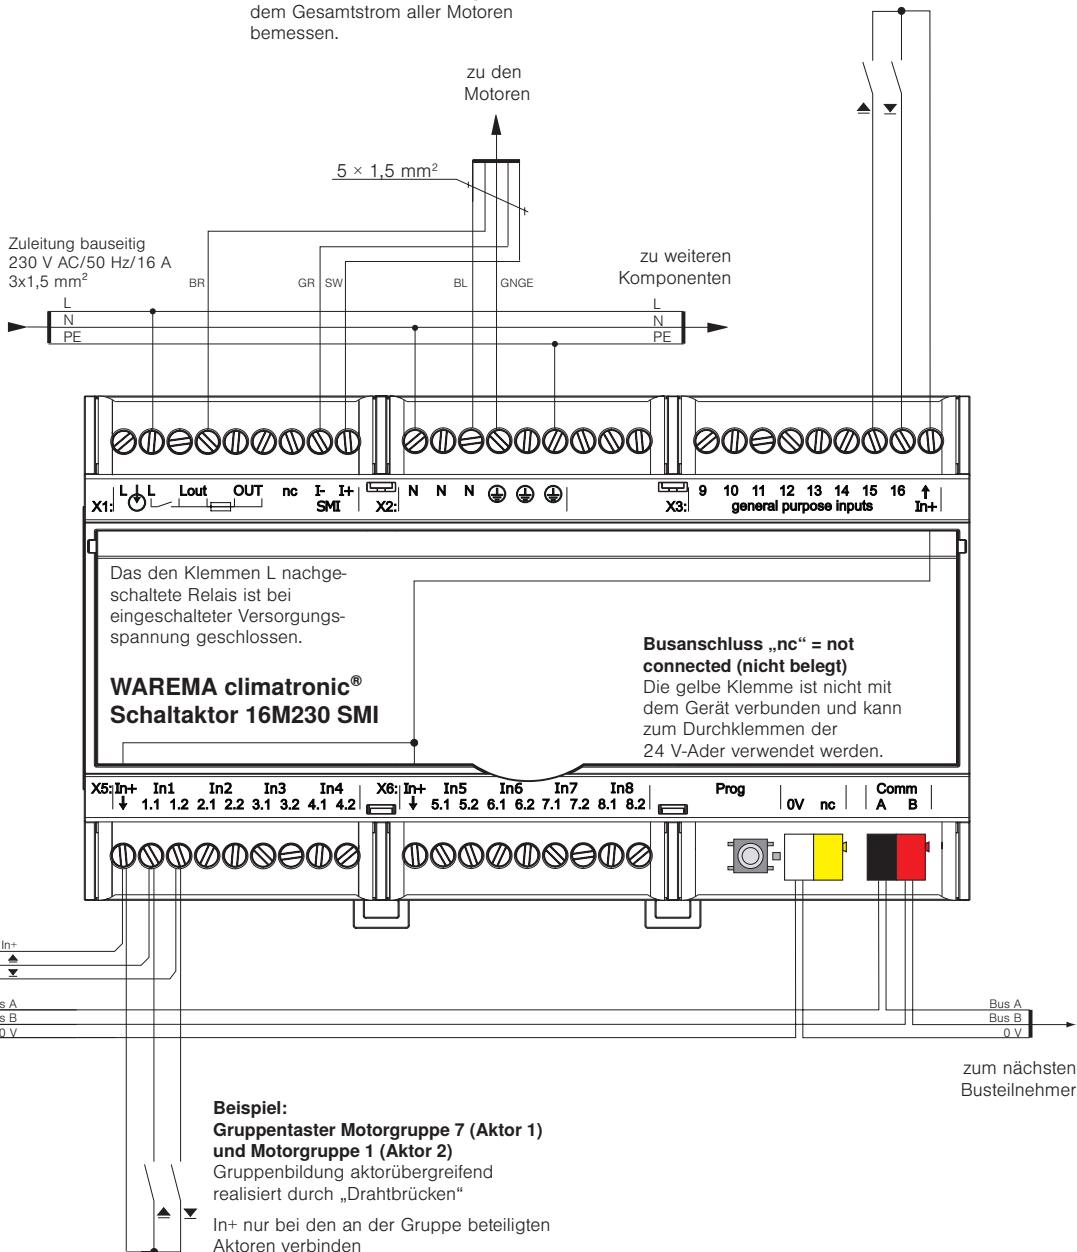 dem Gesamtstrom aller Motoren
bemessen.
zu den
Motoren
5 × 1,5 mm²
Zuleitung bauseitig
230 V AC/50 Hz/16 A
3x1,5 mm²
BR
GR
SW
BL
GNGE
zu weiteren
Komponenten
L
N
PE
L
N
PE
X1: L L Lout OUT nc I- I+
SMI
X2: N N N
X3: 9 10 11 12 13 14 15 16
general purpose inputs In+
Das den Klemmen L nachge-
schaltete Relais ist bei
eingeschalteter Versorgungs-
spannung geschlossen.
WAREMA climatronic®
Schaltaktor 16M230 SMI
Busanschluss „nc“ = not
connected (nicht belegt)
Die gelbe Klemme ist nicht mit
dem Gerät verbunden und kann
zum Durchklemmen der
24 V-Ader verwendet werden.
X5: In+ In1 In2 In3 In4
1.1 1.2 2.1 2.2 3.1 3.2 4.1 4.2
X6: In+ In5 In6 In7 In8
5.1 5.2 6.1 6.2 7.1 7.2 8.1 8.2
Prog
0V nc
Comm
A B
In+
s A
s B
0 V
Bus A
Bus B
0 V
zum nächsten
Busteilnehmer
Beispiel:
Gruppentaster Motorgruppe 7 (Aktor 1)
und Motorgruppe 1 (Aktor 2)
Gruppenbildung aktorübergreifend
realisiert durch „Drahtbrücken“
In+ nur bei den an der Gruppe beteiligten
Aktoren verbinden